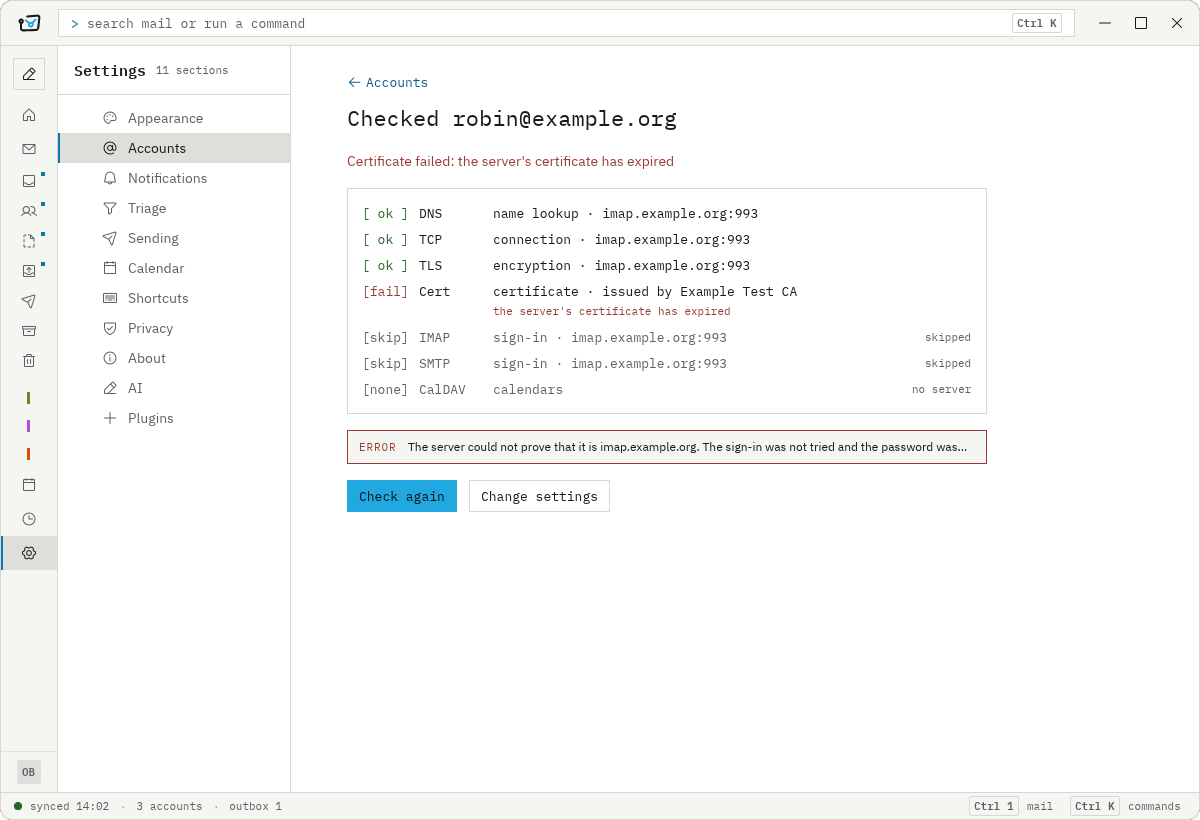 > search mail or run a command Ctrl K
Settings 11 sections
Appearance
Accounts
Notifications
Triage
Sending
Calendar
Shortcuts
Privacy
About
AI
Plugins
OB
← Accounts
Checked robin@example.org
Certificate failed: the server's certificate has expired
[ ok ] DNS name lookup · imap.example.org:993
[ ok ] TCP connection · imap.example.org:993
[ ok ] TLS encryption · imap.example.org:993
[fail] Cert certificate · issued by Example Test CA
the server's certificate has expired
[skip] IMAP sign-in · imap.example.org:993 skipped
[skip] SMTP sign-in · imap.example.org:993 skipped
[none] CalDAV calendars no server
ERROR The server could not prove that it is imap.example.org. The sign-in was not tried and the password was...
Check again Change settings
synced 14:02 · 3 accounts · outbox 1 Ctrl 1 mail Ctrl K commands